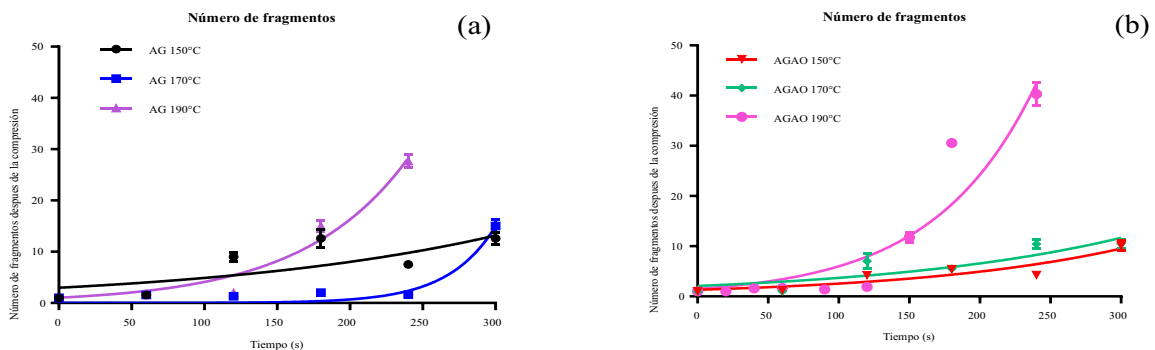 Número de fragmentos
(a)
50
40
30
20
10
0
0
50
100
150
200
250
300
AG 150°C
AG 170°C
AG 190°C
Número de fragmentos despues de la compresión
Tiempo (s)
Número de fragmentos
(b)
50
40
30
20
10
0
0
50
100
150
200
250
300
AGAO 150°C
AGAO 170°C
AGAO 190°C
Número de fragmentos despues de la compresión
Tiempo (s)